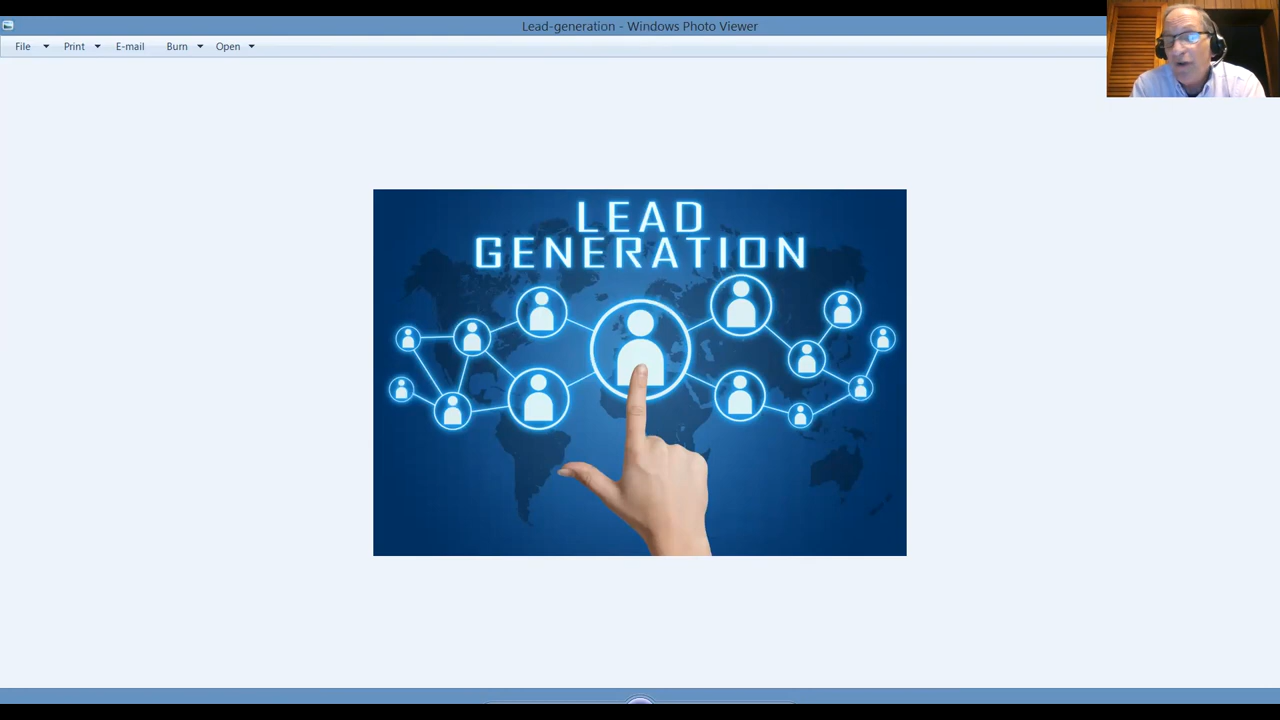 Lead-generation - Windows Photo Viewer
File Print E-mail Burn Open
LEAD
GENERATION